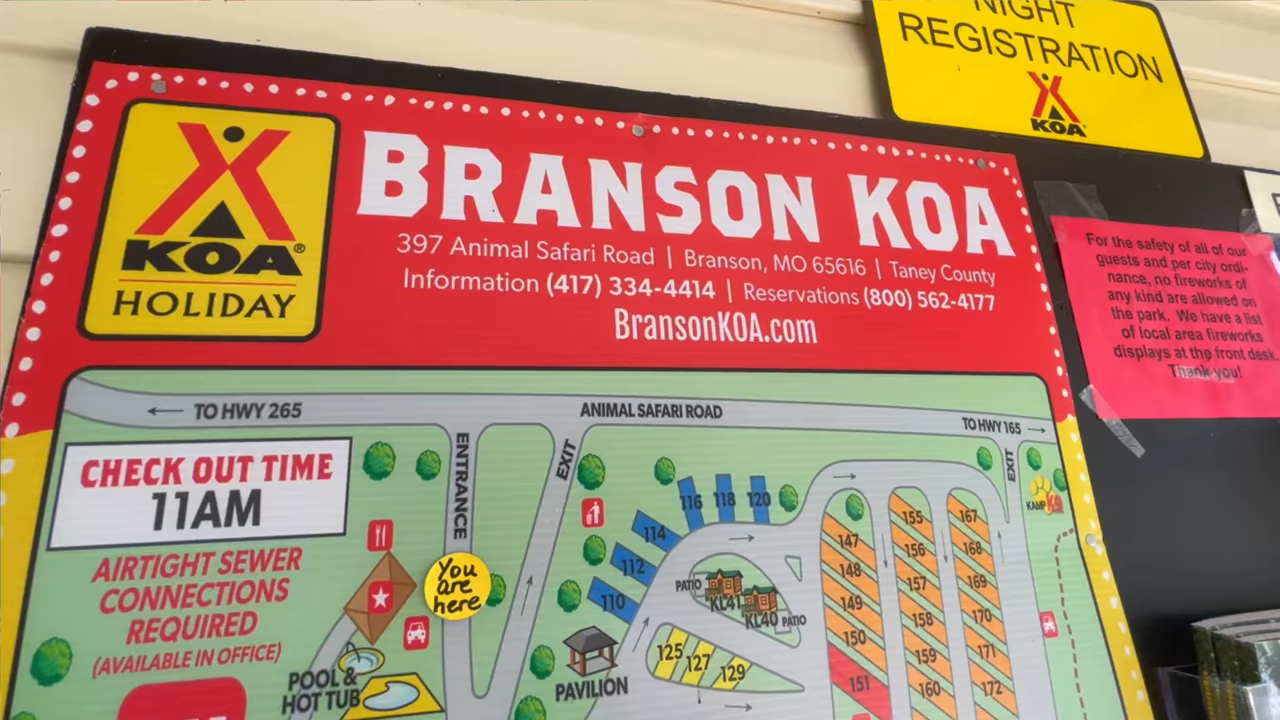 NIGHT
REGISTRATION
KOA
KOA®
HOLIDAY
BRANSON KOA
397 Animal Safari Road | Branson, MO 65616 | Taney County
Information (417) 334-4414 | Reservations (800) 562-4177
BransonKOA.com
For the safety of all of our
guests and per city ordi-
nance, no fireworks of
any kind are allowed on
the park. We have a list
of local area fireworks
displays at the front desk.
Thank you!
← TO HWY 265
ANIMAL SAFARI ROAD
TO HWY 165 →
ENTRANCE
EXIT
EXIT
CHECK OUT TIME
11AM
AIRTIGHT SEWER
CONNECTIONS
REQUIRED
(AVAILABLE IN OFFICE)
You
are
here
POOL &
HOT TUB
PAVILION
110
112
114
116
118
120
125
127
129
PATIO
KL41
KL40
PATIO
147
148
149
150
151
155
156
157
158
159
160
167
168
169
170
171
172
KAMP